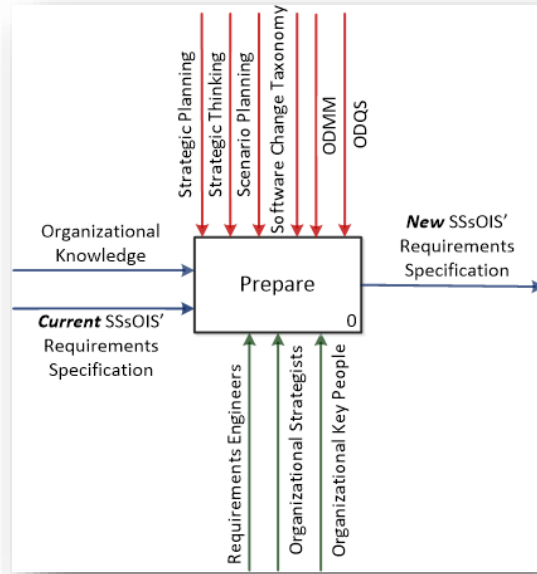 Strategic Planning
Strategic Thinking
Scenario Planning
Software Change Taxonomy
ODMM
ODQS
Organizational
Knowledge
Current SSsOIS’
Requirements
Specification
Prepare
0
New SSsOIS’
Requirements
Specification
Requirements Engineers
Organizational Strategists
Organizational Key People